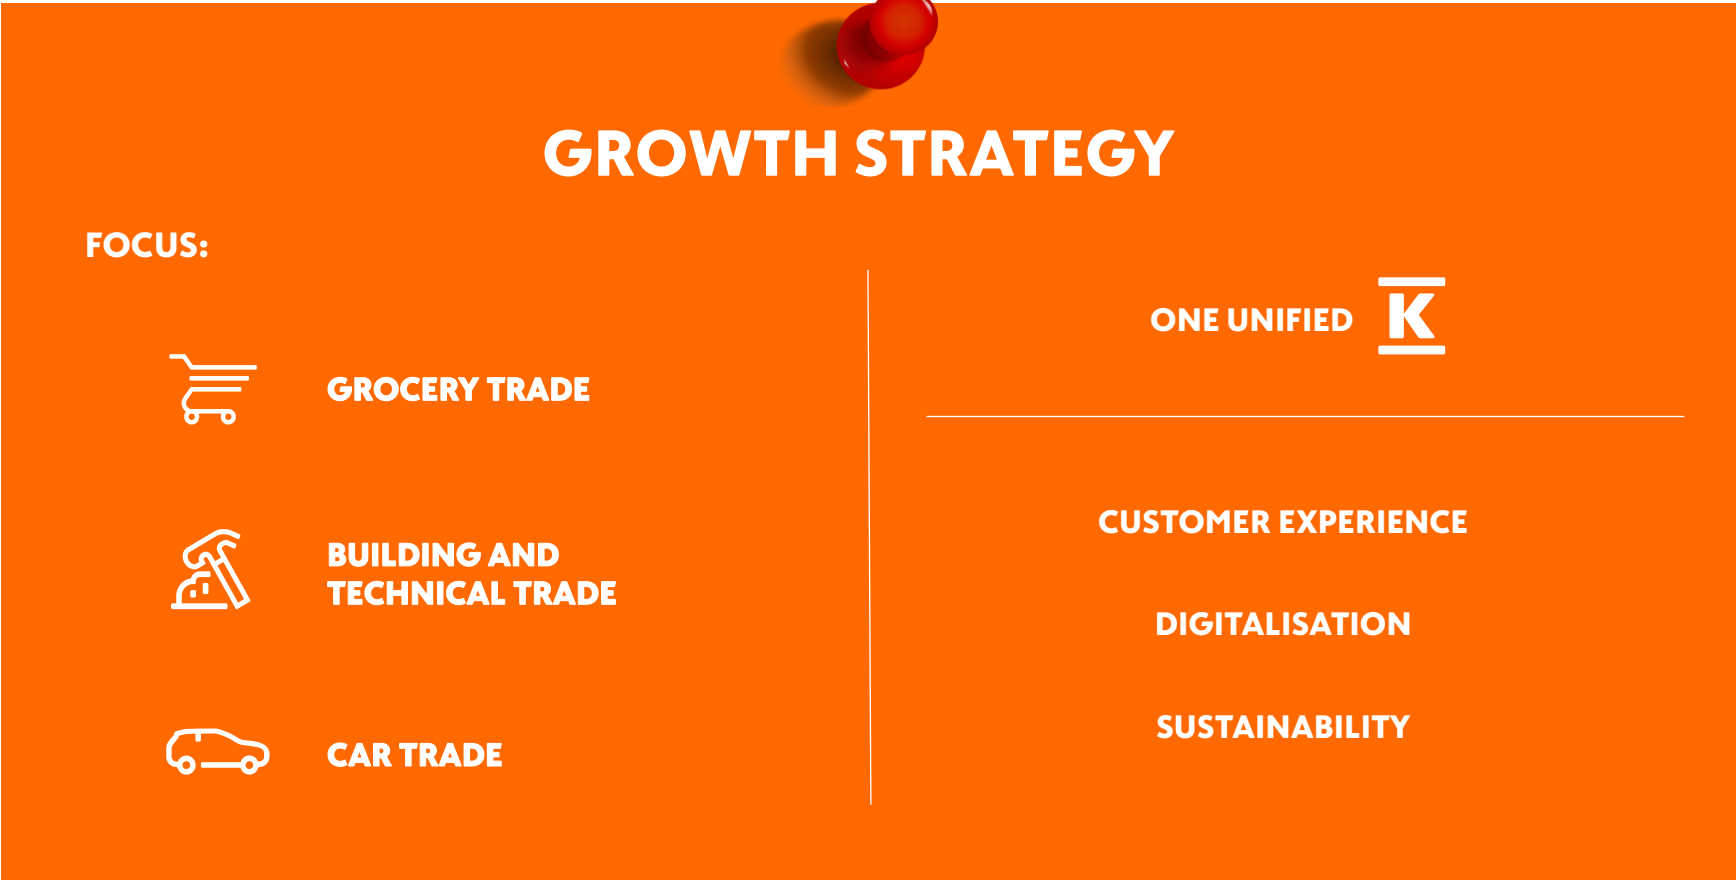 GROWTH STRATEGY
FOCUS:
GROCERY TRADE
BUILDING AND
TECHNICAL TRADE
CAR TRADE
ONE UNIFIED K
CUSTOMER EXPERIENCE
DIGITALISATION
SUSTAINABILITY